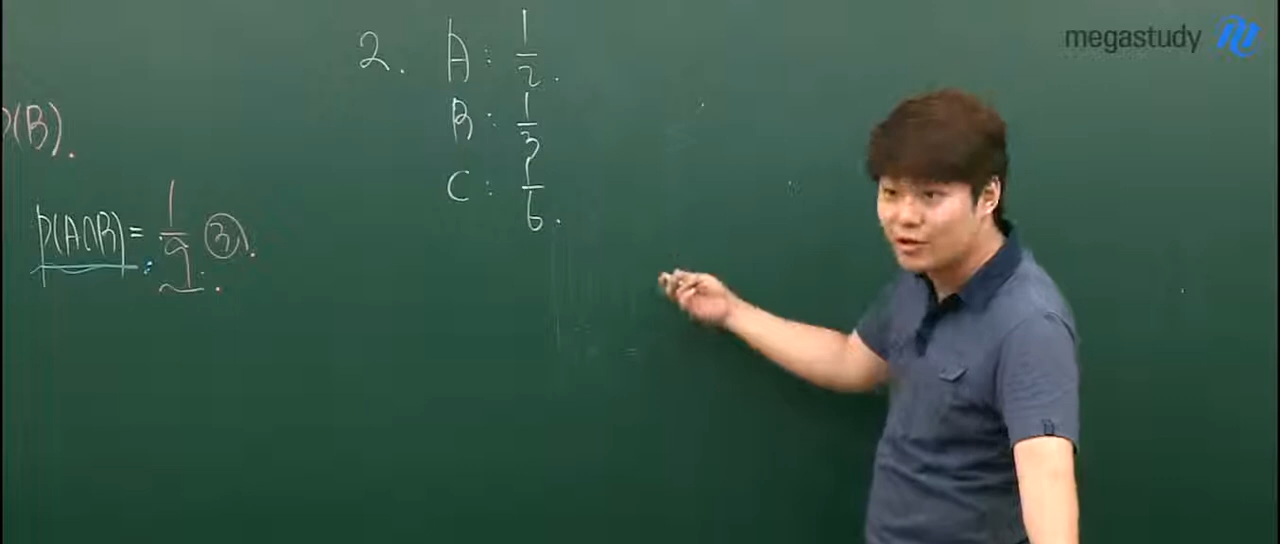 P(B).
P(A∩B) = 1/9 ③.
2. A : 1/2.
B : 1/3
C : 1/6.
megastudy